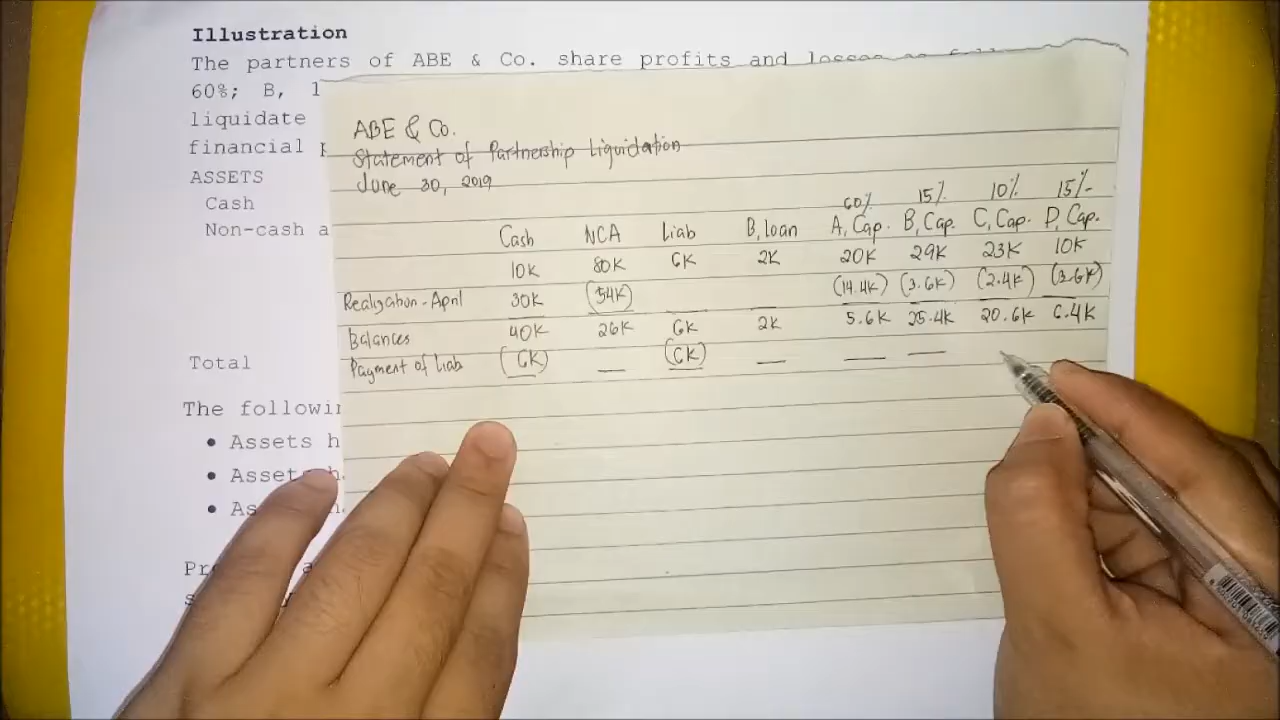 Illustration
The partners of ABE & Co. share profits and losses as
60%; B,
liquidate
financial
ASSETS
Cash
Non-cash a
Total
The followi
• Assets h
• Assets h
• As
ABE & Co.
Statement of Partnership Liquidation
June 30, 2019
60% 15% 10% 15%
Cash NCA Liab B, loan A, Cap. B, Cap. C, Cap. D, Cap.
10K 80K 6K 2K 20K 29K 23K 10K
Realization - April 30K (54K) (14.4K) (3.6K) (2.4K) (3.6K)
Balances 40K 26K 6K 2K 5.6K 25.4K 20.6K 6.4K
Payment of Liab (6K) — (6K) — — —